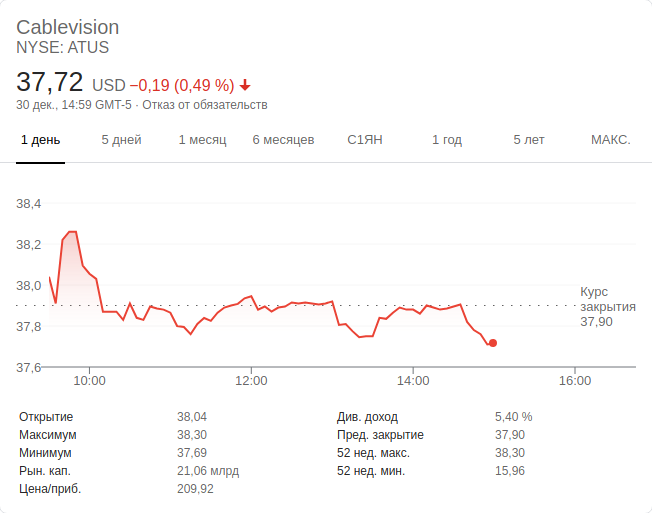 Cablevision
NYSE: ATUS
37,72 USD −0,19 (0,49 %)
30 дек., 14:59 GMT-5 · Отказ от обязательств
1 день 5 дней 1 месяц 6 месяцев С1ЯН 1 год 5 лет МАКС.
38,4
38,2
38,0
37,8
37,6
Курс
закрытия
37,90
10:00 12:00 14:00 16:00
Открытие 38,04 Див. доход 5,40 %
Максимум 38,30 Пред. закрытие 37,90
Минимум 37,69 52 нед. макс. 38,30
Рын. кап. 21,06 млрд 52 нед. мин. 15,96
Цена/приб. 209,92